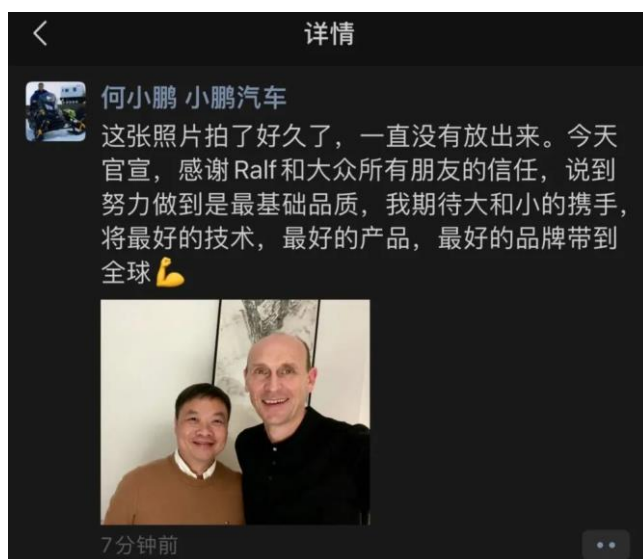 详情
何小鹏 小鹏汽车
这张照片拍了好久了，一直没有放出来。今天
官宣，感谢Ralf和大众所有朋友的信任，说到
努力做到是最基础品质，我期待大和小的携手，
将最好的技术，最好的产品，最好的品牌带到
全球💪
7分钟前